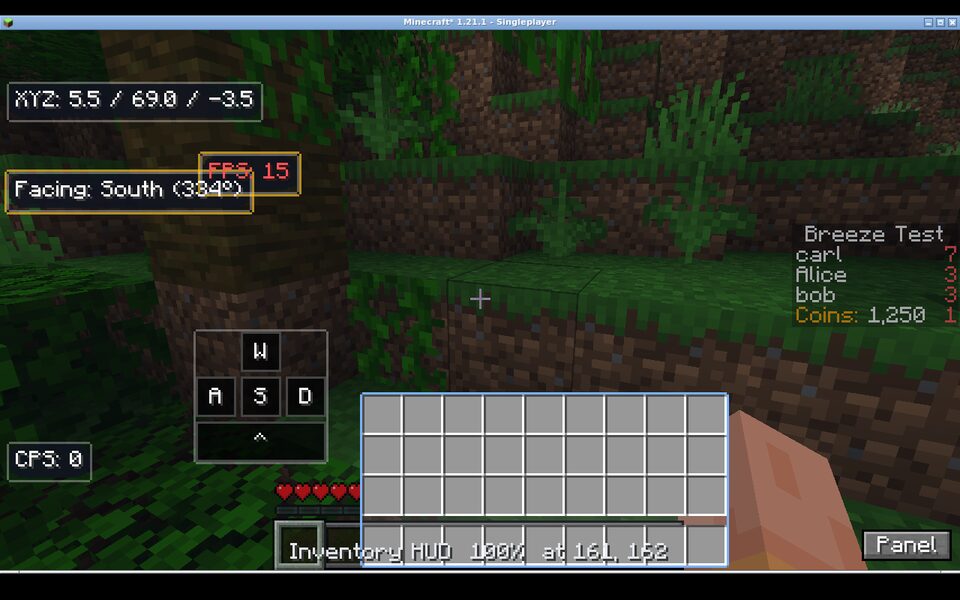 Minecraft* 1.21.1 - Singleplayer
XYZ: 5.5 / 69.0 / -3.5
FPS: 15
Facing: South (334°)
Breeze Test
carl 7
Alice 3
bob 3
Coins: 1,250 1
W
A S D
^
CPS: 0
Inventory HUD 100% at 161, 162
Panel